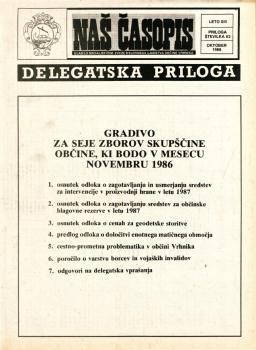 NAŠ ČASOPIS
LETO XIII
PRILOGA
ŠTEVILKA 62
OKTOBER
1986
DELEGATSKA PRILOGA
GRADIVO
ZA SEJE ZBOROV SKUPŠČINE
OBČINE, KI BODO V MESECU
NOVEMBRU 1986
1. osnutek odloka o zagotavljanju in usmerjanju sredstev
za intervencije v proizvodnji hrane v letu 1987
2. osnutek odloka o zagotavljanju sredstev za občinske
blagovne rezerve v letu 1987
3. osnutek odloka o cenah za geodetske storitve
4. predlog odloka o določitvi enotnega matičnega območja
5. cestno-prometna problematika v občini Vrhnika
6. poročilo o varstvu borcev in vojaških invalidov
7. odgovori na delegatska vprašanja